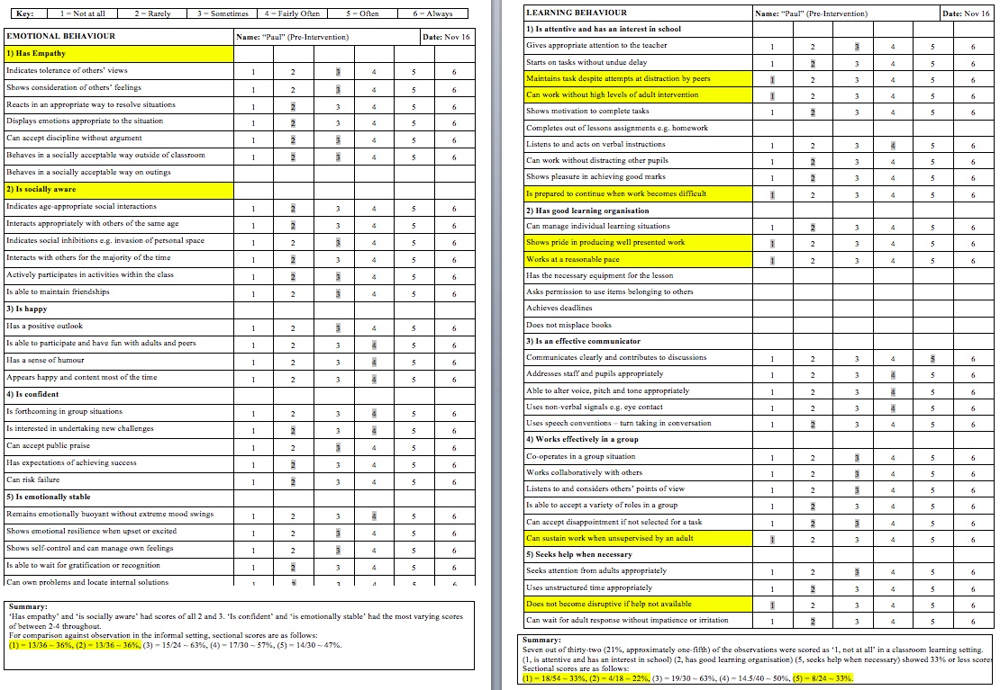 Key: 1 = Not at all 2 = Rarely 3 = Sometimes 4 = Fairly Often 5 = Often 6 = Always
EMOTIONAL BEHAVIOUR Name: “Paul” (Pre-Intervention) Date: Nov 16
1) Has Empathy
Indicates tolerance of others’ views 1 2 3 4 5 6
Shows consideration of others’ feelings 1 2 3 4 5 6
Reacts in an appropriate way to resolve situations 1 2 3 4 5 6
Displays emotions appropriate to the situation 1 2 3 4 5 6
Can accept discipline without argument 1 2 3 4 5 6
Behaves in a socially acceptable way outside of classroom 1 2 3 4 5 6
Behaves in a socially acceptable way on outings
2) Is socially aware
Indicates age-appropriate social interactions 1 2 3 4 5 6
Interacts appropriately with others of the same age 1 2 3 4 5 6
Indicates social inhibitions e.g. invasion of personal space 1 2 3 4 5 6
Interacts with others for the majority of the time 1 2 3 4 5 6
Actively participates in activities within the class 1 2 3 4 5 6
Is able to maintain friendships 1 2 3 4 5 6
3) Is happy
Has a positive outlook 1 2 3 4 5 6
Is able to participate and have fun with adults and peers 1 2 3 4 5 6
Has a sense of humour 1 2 3 4 5 6
Appears happy and content most of the time 1 2 3 4 5 6
4) Is confident
Is forthcoming in group situations 1 2 3 4 5 6
Is interested in undertaking new challenges 1 2 3 4 5 6
Can accept public praise 1 2 3 4 5 6
Has expectations of achieving success 1 2 3 4 5 6
Can risk failure 1 2 3 4 5 6
5) Is emotionally stable
Remains emotionally buoyant without extreme mood swings 1 2 3 4 5 6
Shows emotional resilience when upset or excited 1 2 3 4 5 6
Shows self-control and can manage own feelings 1 2 3 4 5 6
Is able to wait for gratification or recognition 1 2 3 4 5 6
Can own problems and locate internal solutions 1 2 3 4 5 6
Summary:
‘Has empathy’ and ‘is socially aware’ had scores of all 2 and 3. ‘Is confident’ and ‘is emotionally stable’ had the most varying scores
of between 2-4 throughout.
For comparison against observation in the informal setting, sectional scores are as follows:
(1) = 13/36 ~ 36%, (2) = 13/36 ~ 36%, (3) = 15/24 ~ 63%, (4) = 17/30 ~ 57%, (5) = 14/30 ~ 47%.
LEARNING BEHAVIOUR Name: “Paul” (Pre-Intervention) Date: Nov 16
1) Is attentive and has an interest in school
Gives appropriate attention to the teacher 1 2 3 4 5 6
Starts on tasks without undue delay 1 2 3 4 5 6
Maintains task despite attempts at distraction by peers 1 2 3 4 5 6
Can work without high levels of adult intervention 1 2 3 4 5 6
Shows motivation to complete tasks 1 2 3 4 5 6
Completes out of lessons assignments e.g. homework
Listens to and acts on verbal instructions 1 2 3 4 5 6
Can work without distracting other pupils 1 2 3 4 5 6
Shows pleasure in achieving good marks 1 2 3 4 5 6
Is prepared to continue when work becomes difficult 1 2 3 4 5 6
2) Has good learning organisation
Can manage individual learning situations 1 2 3 4 5 6
Shows pride in producing well presented work 1 2 3 4 5 6
Works at a reasonable pace 1 2 3 4 5 6
Has the necessary equipment for the lesson
Asks permission to use items belonging to others
Achieves deadlines
Does not misplace books
3) Is an effective communicator
Communicates clearly and contributes to discussions 1 2 3 4 5 6
Addresses staff and pupils appropriately 1 2 3 4 5 6
Able to alter voice, pitch and tone appropriately 1 2 3 4 5 6
Uses non-verbal signals e.g. eye contact 1 2 3 4 5 6
Uses speech conventions – turn taking in conversation 1 2 3 4 5 6
4) Works effectively in a group
Co-operates in a group situation 1 2 3 4 5 6
Works collaboratively with others 1 2 3 4 5 6
Listens to and considers others’ points of view 1 2 3 4 5 6
Is able to accept a variety of roles in a group 1 2 3 4 5 6
Can accept disappointment if not selected for a task 1 2 3 4 5 6
Can sustain work when unsupervised by an adult 1 2 3 4 5 6
5) Seeks help when necessary
Seeks attention from adults appropriately 1 2 3 4 5 6
Uses unstructured time appropriately 1 2 3 4 5 6
Does not become disruptive if help not available 1 2 3 4 5 6
Can wait for adult response without impatience or irritation 1 2 3 4 5 6
Summary:
Seven out of thirty-two (21%, approximately one-fifth) of the observations were scored as ‘1, not at all’ in a classroom learning setting.
(1, is attentive and has an interest in school) (2, has good learning organisation) (5, seeks help when necessary) showed 33% or less scores
Sectional scores are as follows:
(1) = 18/54 ~ 33%, (2) = 4/18 ~ 22%, (3) = 19/30 ~ 63%, (4) = 14.5/40 ~ 50%, (5) = 8/24 ~ 33%.